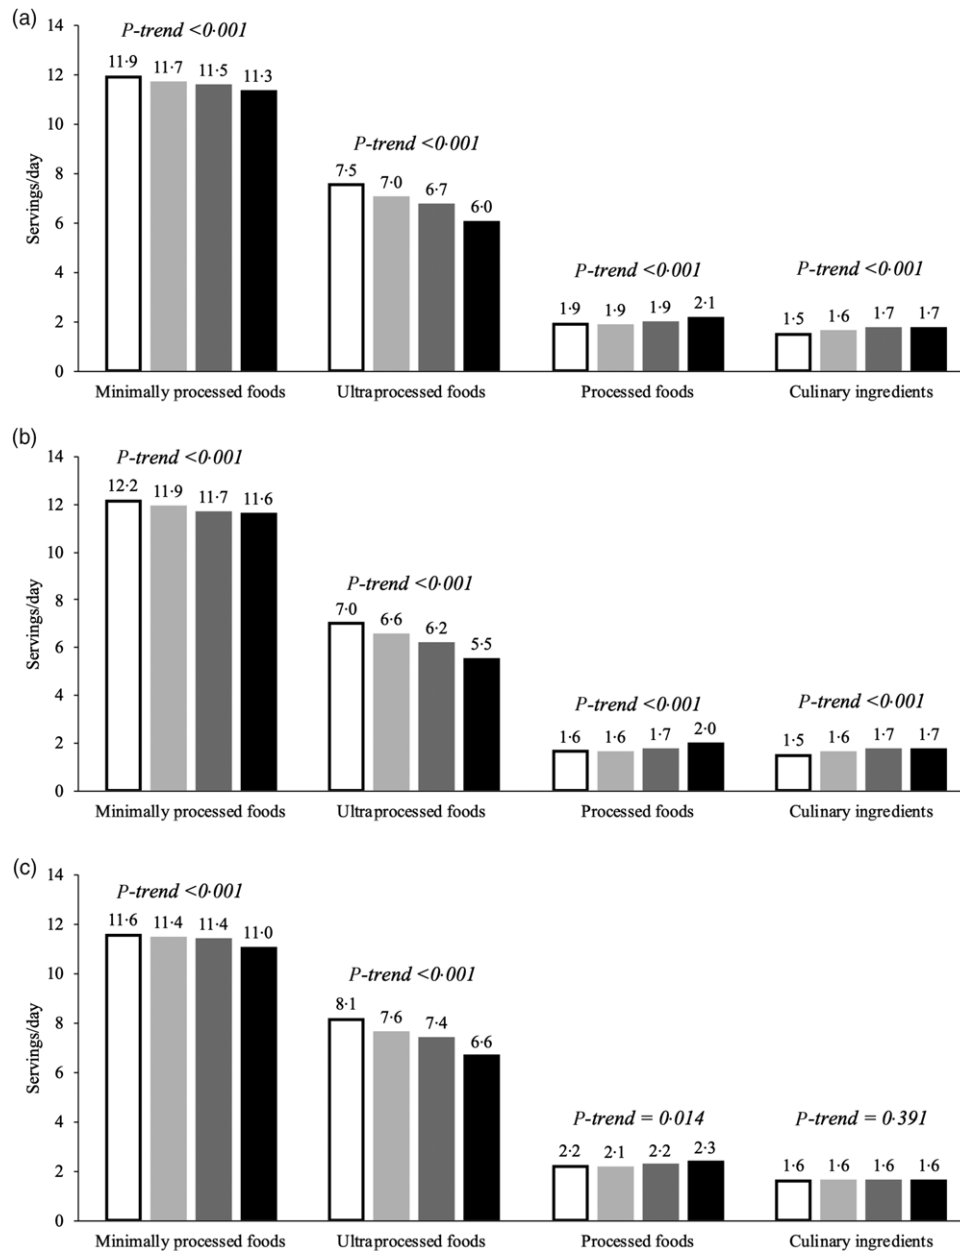 (a)
14
12
10
8
6
4
2
0
Servings/day
P-trend <0·001
11·9 11·7 11·5 11·3
P-trend <0·001
7·5 7·0 6·7 6·0
P-trend <0·001
1·9 1·9 1·9 2·1
P-trend <0·001
1·5 1·6 1·7 1·7
Minimally processed foods Ultraprocessed foods Processed foods Culinary ingredients
(b)
14
12
10
8
6
4
2
0
Servings/day
P-trend <0·001
12·2 11·9 11·7 11·6
P-trend <0·001
7·0 6·6 6·2 5·5
P-trend <0·001
1·6 1·6 1·7 2·0
P-trend <0·001
1·5 1·6 1·7 1·7
Minimally processed foods Ultraprocessed foods Processed foods Culinary ingredients
(c)
14
12
10
8
6
4
2
0
Servings/day
P-trend <0·001
11·6 11·4 11·4 11·0
P-trend <0·001
8·1 7·6 7·4 6·6
P-trend = 0·014
2·2 2·1 2·2 2·3
P-trend = 0·391
1·6 1·6 1·6 1·6
Minimally processed foods Ultraprocessed foods Processed foods Culinary ingredients